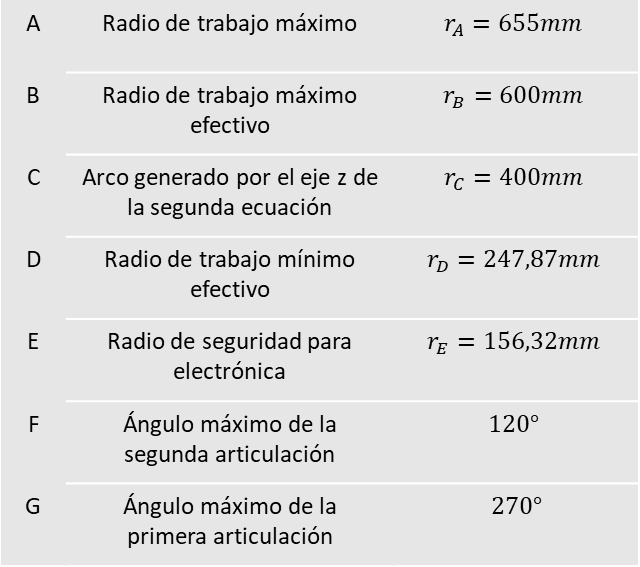 A Radio de trabajo máximo r_A = 655mm
B Radio de trabajo máximo efectivo r_B = 600mm
C Arco generado por el eje z de la segunda ecuación r_C = 400mm
D Radio de trabajo mínimo efectivo r_D = 247,87mm
E Radio de seguridad para electrónica r_E = 156,32mm
F Ángulo máximo de la segunda articulación 120°
G Ángulo máximo de la primera articulación 270°